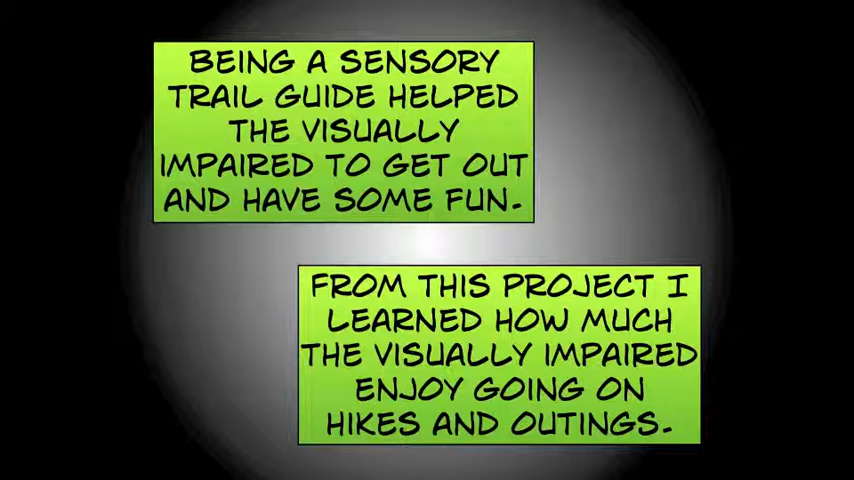 BEING A SENSORY
TRAIL GUIDE HELPED
THE VISUALLY
IMPAIRED TO GET OUT
AND HAVE SOME FUN.
FROM THIS PROJECT I
LEARNED HOW MUCH
THE VISUALLY IMPAIRED
ENJOY GOING ON
HIKES AND OUTINGS.